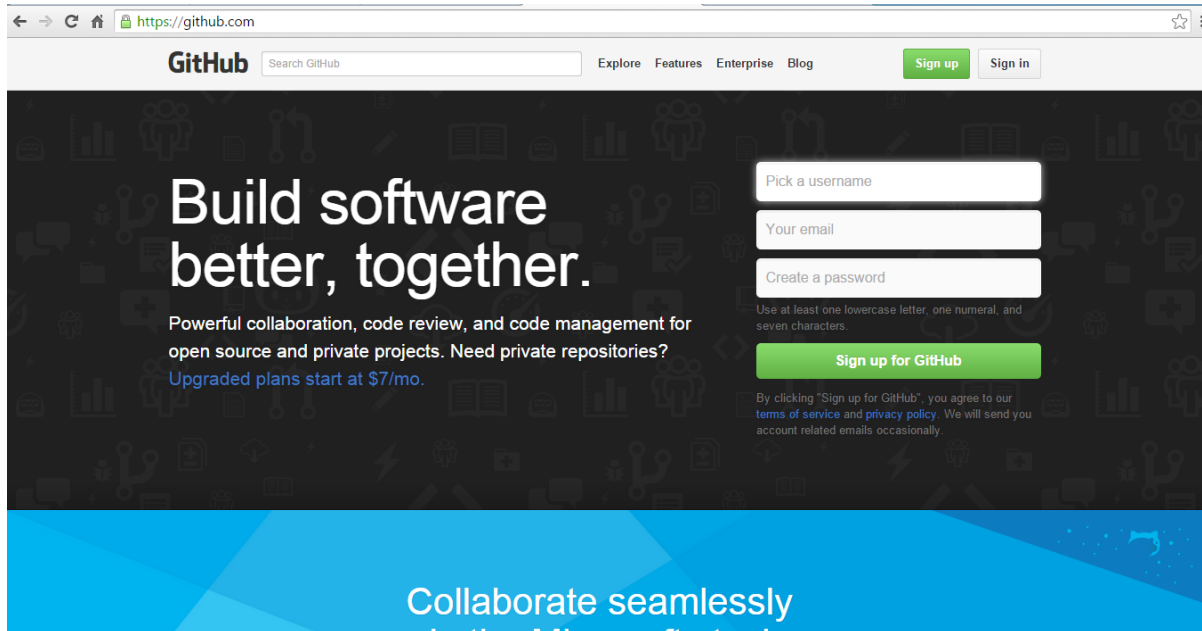 https://github.com
GitHub
Search GitHub
Explore Features Enterprise Blog
Sign up
Sign in
Build software
better, together.
Powerful collaboration, code review, and code management for
open source and private projects. Need private repositories?
Upgraded plans start at $7/mo.
Pick a username
Your email
Create a password
Use at least one lowercase letter, one numeral, and
seven characters.
Sign up for GitHub
By clicking "Sign up for GitHub", you agree to our
terms of service and privacy policy. We will send you
account related emails occasionally.
Collaborate seamlessly